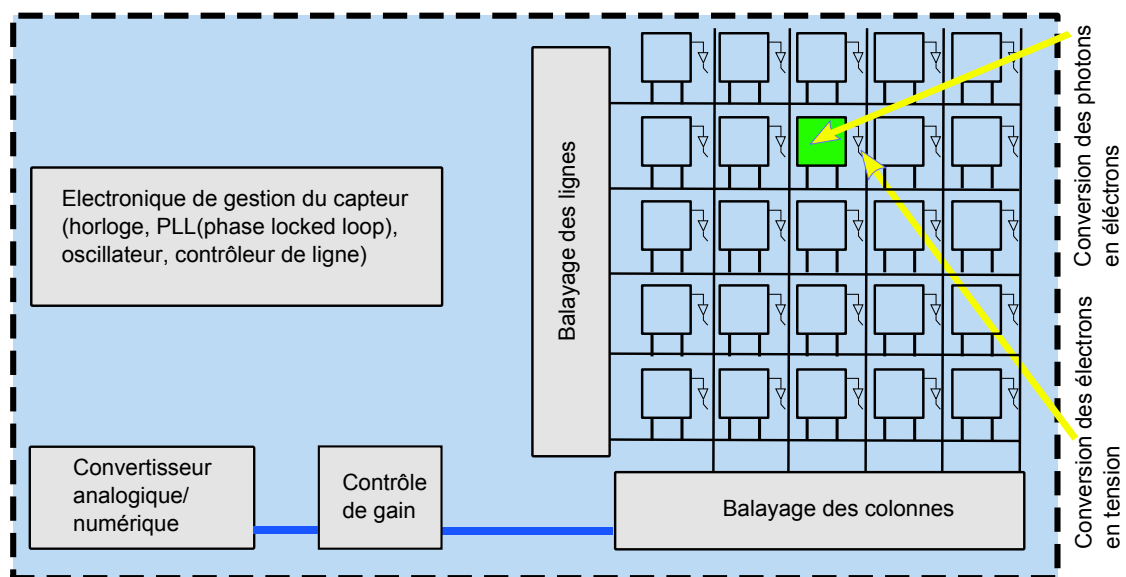 Electronique de gestion du capteur
(horloge, PLL(phase locked loop),
oscillateur, contrôleur de ligne)
Balayage des lignes
Conversion des photons
en éléctrons
Convertisseur
analogique/
numérique
Contrôle
de gain
Balayage des colonnes
Conversion des électrons
en tension